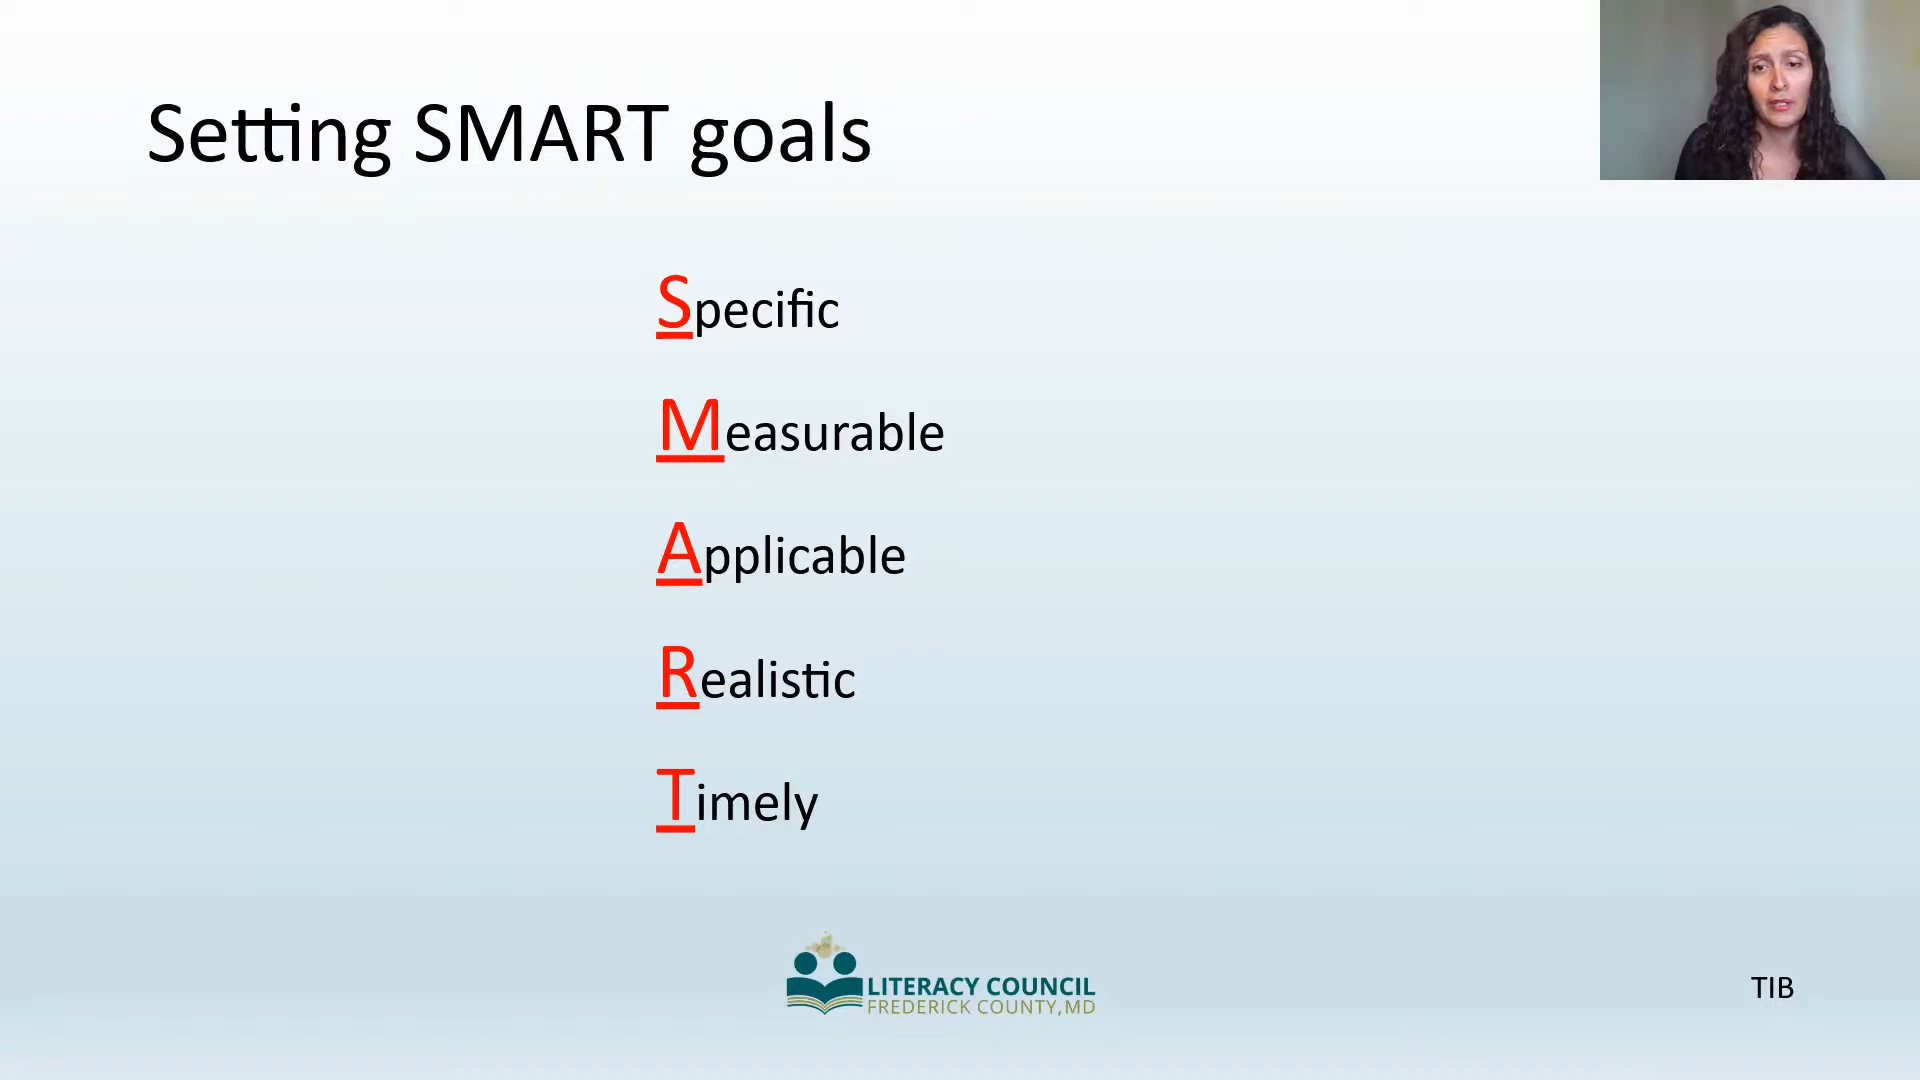 Setting SMART goals
Specific
Measurable
Applicable
Realistic
Timely
LITERACY COUNCIL
FREDERICK COUNTY, MD
TIB